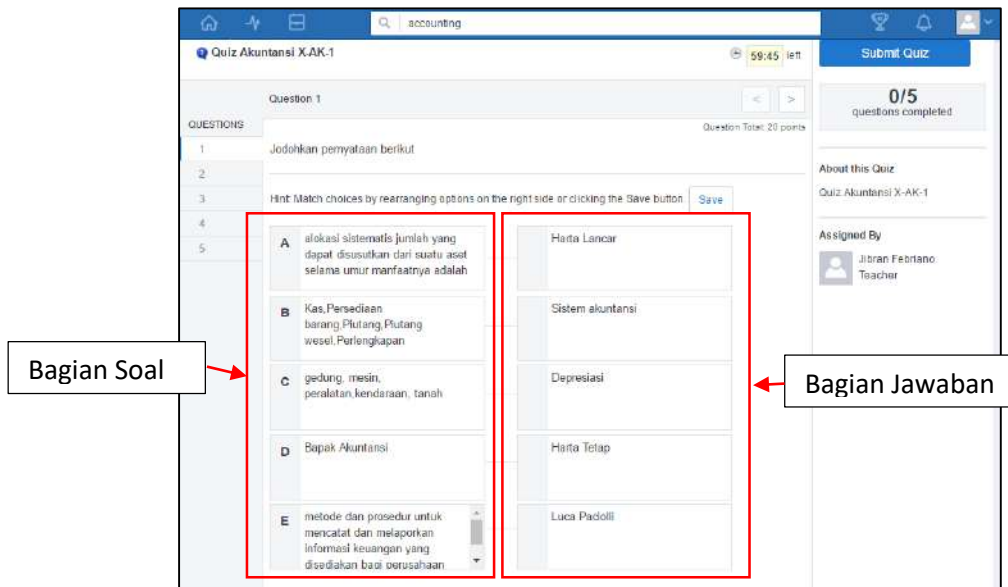 accounting
Quiz Akuntansi X-AK-1
59:45 left
Submit Quiz
Question 1
< >
0/5
questions completed
QUESTIONS
Question Total: 20 points
1
2
3
4
5
Jodohkan pernyataan berikut
Hint: Match choices by rearranging options on the right side or clicking the Save button
Save
About this Quiz
Quiz Akuntansi X-AK-1
Assigned By
Jibran Febriano
Teacher
A
alokasi sistematis jumlah yang
dapat disusutkan dari suatu aset
selama umur manfaatnya adalah
Harta Lancar
B
Kas,Persediaan
barang,Piutang,Piutang
wesel,Perlengkapan
Sistem akuntansi
C
gedung, mesin,
peralatan,kendaraan, tanah
Depresiasi
D
Bapak Akuntansi
Harta Tetap
E
metode dan prosedur untuk
mencatat dan melaporkan
informasi keuangan yang
disediakan bagi perusahaan
Luca Paciolli
Bagian Soal
Bagian Jawaban